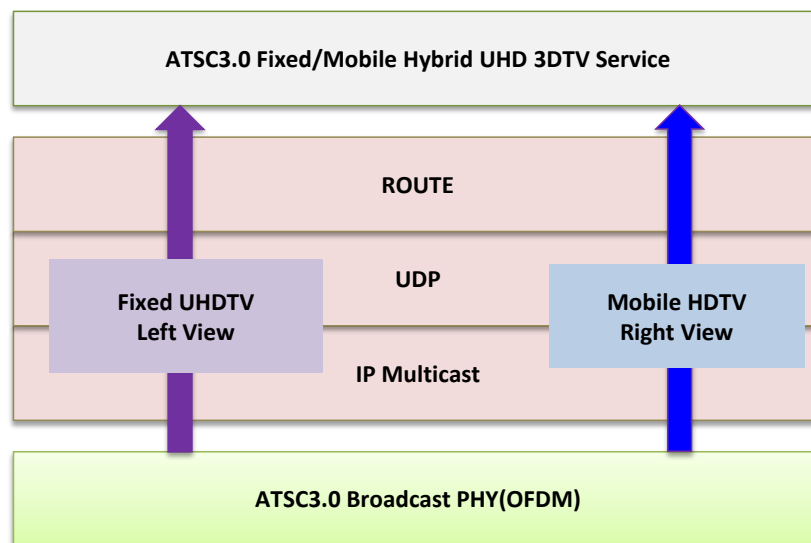 ATSC3.0 Fixed/Mobile Hybrid UHD 3DTV Service
ROUTE
UDP
Fixed UHDTV
Left View
Mobile HDTV
Right View
IP Multicast
ATSC3.0 Broadcast PHY(OFDM)